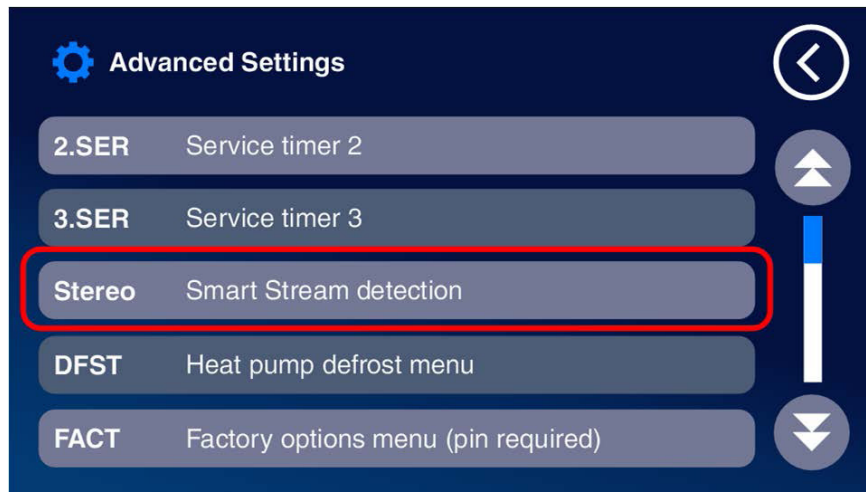 Advanced Settings
2.SER Service timer 2
3.SER Service timer 3
Stereo Smart Stream detection
DFST Heat pump defrost menu
FACT Factory options menu (pin required)